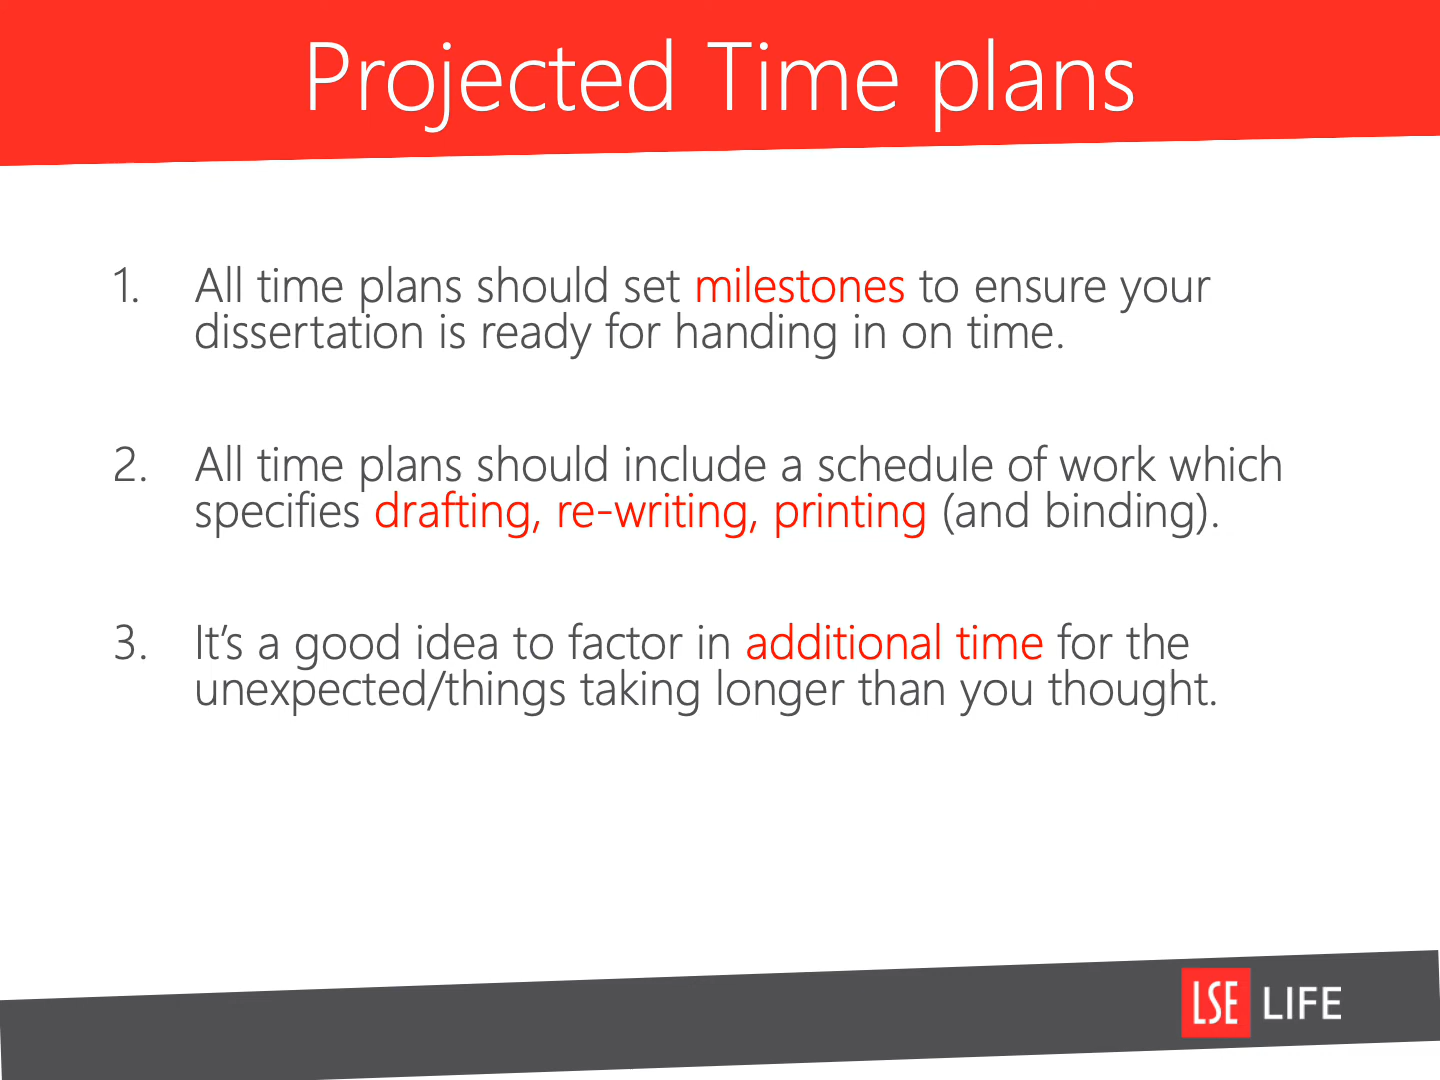 Projected Time plans
1. All time plans should set milestones to ensure your
dissertation is ready for handing in on time.
2. All time plans should include a schedule of work which
specifies drafting, re-writing, printing (and binding).
3. It’s a good idea to factor in additional time for the
unexpected/things taking longer than you thought.
LSE LIFE